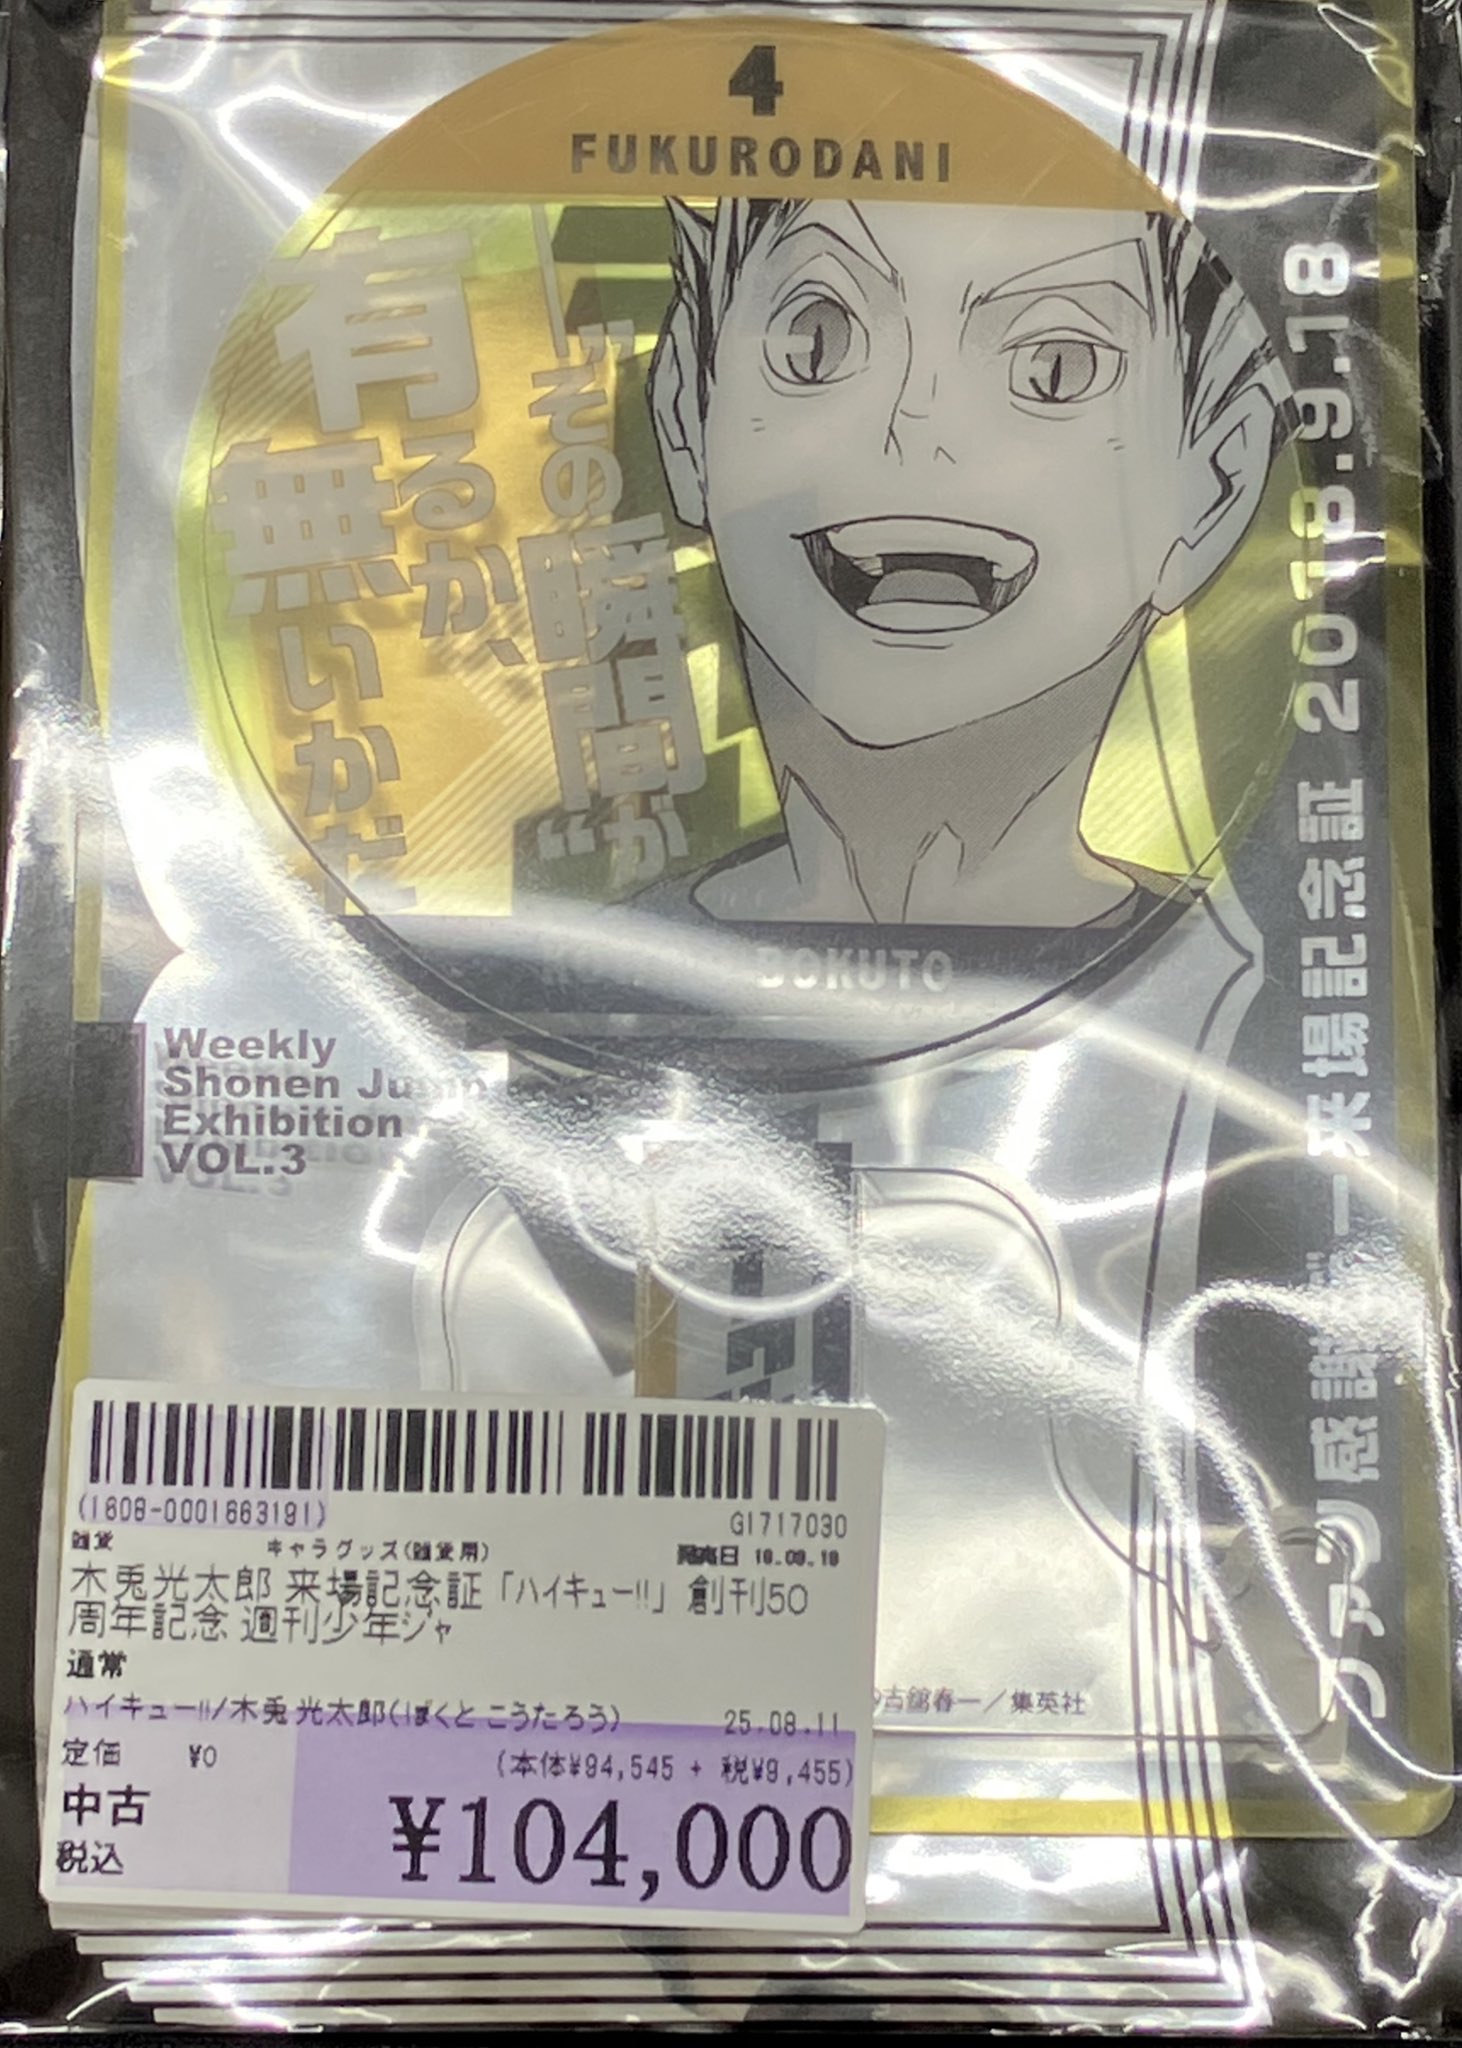 4
FUKURODANI
――"その瞬間が"
有るか、
無いかだ
BOKUTO
Weekly
Shonen Jump
Exhibition
VOL.3
ファン感謝デー来場記念証 2018.9.18
古舘春一／集英社
(1608-0001863191)
G1717030
雑貨
キャラグッズ(雑貨用)
発売日 18.09.18
木兎光太郎 来場記念証「ハイキュー!!」 創刊50
周年記念 週刊少年ジャ
通常
ハイキュー!!/木兎光太郎(ぼくと こうたろう)
25.08.11
定価 ¥0
(本体¥94,545 + 税¥9,455)
中古
税込
¥104,000